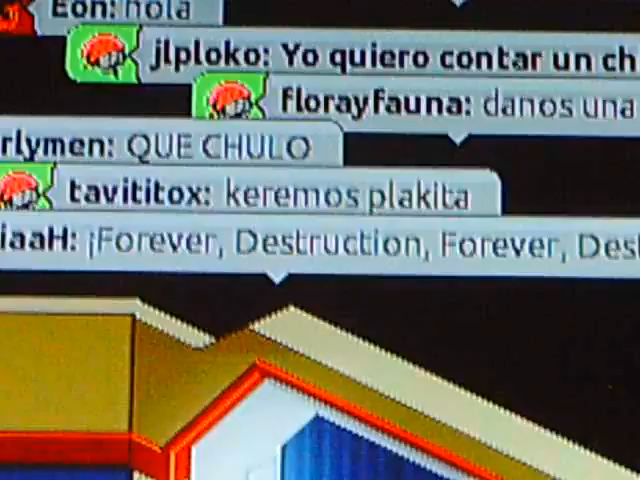 Eon: hola
jlploko: Yo quiero contar un ch
florayfauna: danos una
rlymen: QUE CHULO
tavititox: keremos plakita
iaaH: ¡Forever, Destruction, Forever, Des